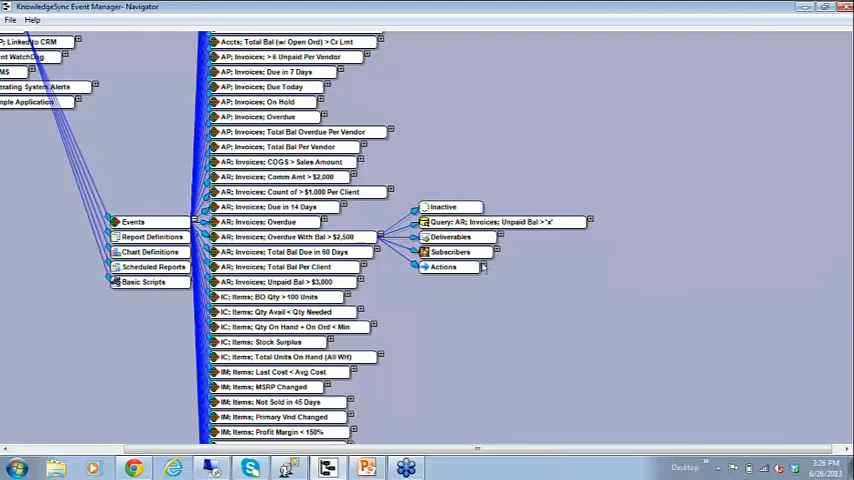 KnowledgeSync Event Manager- Navigator
File Help
P; Linked to CRM
ent WatchDog
MS
erating System Alerts
mple Application
Events
Report Definitions
Chart Definitions
Scheduled Reports
Basic Scripts
Accts; Total Bal (w/ Open Ord) > Cr Lmt
AP; Invoices; > 6 Unpaid Per Vendor
AP; Invoices; Due in 7 Days
AP; Invoices; Due Today
AP; Invoices; On Hold
AP; Invoices; Overdue
AP; Invoices; Total Bal Overdue Per Vendor
AP; Invoices; Total Bal Per Vendor
AR; Invoices; COGS > Sales Amount
AR; Invoices; Comm Amt > $2,000
AR; Invoices; Count of > $1,000 Per Client
AR; Invoices; Due in 14 Days
AR; Invoices; Overdue
AR; Invoices; Overdue With Bal > $2,500
AR; Invoices; Total Bal Due in 60 Days
AR; Invoices; Total Bal Per Client
AR; Invoices; Unpaid Bal > $3,000
IC; Items; BO Qty > 100 Units
IC; Items; Qty Avail < Qty Needed
IC; Items; Qty On Hand + On Ord < Min
IC; Items; Stock Surplus
IC; Items; Total Units On Hand (All WH)
IM; Items; Last Cost < Avg Cost
IM; Items; MSRP Changed
IM; Items; Not Sold in 45 Days
IM; Items; Primary Vnd Changed
IM; Items; Profit Margin < 150%
Inactive
Query: AR; Invoices; Unpaid Bal > 'x'
Deliverables
Subscribers
Actions
Desktop
3:26 PM
6/26/2013